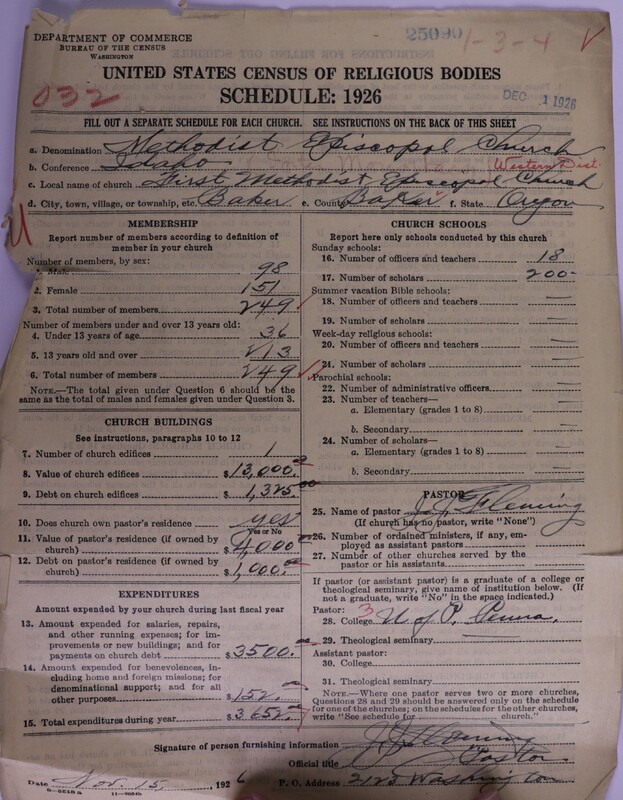 DEPARTMENT OF COMMERCE
BUREAU OF THE CENSUS
WASHINGTON
25090
1-3-4
UNITED STATES CENSUS OF RELIGIOUS BODIES
SCHEDULE: 1926
032
DEC 1 1926
FILL OUT A SEPARATE SCHEDULE FOR EACH CHURCH. SEE INSTRUCTIONS ON THE BACK OF THIS SHEET
a. Denomination Methodist Episcopal Church
b. Conference Idaho Western Dist.
c. Local name of church First Methodist Episcopal Church
d. City, town, village, or township, etc. Baker e. County Baker f. State Oregon
MEMBERSHIP
Report number of members according to definition of member in your church
Number of members, by sex:
1. Male 98
2. Female 151
3. Total number of members 249
Number of members under and over 13 years old:
4. Under 13 years of age 36
5. 13 years old and over 213
6. Total number of members 249
NOTE.—The total given under Question 6 should be the same as the total of males and females given under Question 3.
CHURCH BUILDINGS
See instructions, paragraphs 10 to 12
7. Number of church edifices 1
8. Value of church edifices $ 13,000.00
9. Debt on church edifices $ 1,325.00
10. Does church own pastor's residence yes
Yes or No
11. Value of pastor's residence (if owned by church) $ 4000
12. Debt on pastor's residence (if owned by church) $ 1,000.
EXPENDITURES
Amount expended by your church during last fiscal year
13. Amount expended for salaries, repairs, and other running expenses; for improvements or new buildings; and for payments on church debt $ 3500.
14. Amount expended for benevolences, including home and foreign missions; for denominational support; and for all other purposes $ 152.
15. Total expenditures during year $ 3652.
CHURCH SCHOOLS
Report here only schools conducted by this church
Sunday schools:
16. Number of officers and teachers 18
17. Number of scholars 200
Summer vacation Bible schools:
18. Number of officers and teachers —
19. Number of scholars —
Week-day religious schools:
20. Number of officers and teachers —
21. Number of scholars —
Parochial schools:
22. Number of administrative officers —
23. Number of teachers—
a. Elementary (grades 1 to 8) —
b. Secondary —
24. Number of scholars—
a. Elementary (grades 1 to 8) —
b. Secondary —
PASTOR
25. Name of pastor Fleming
(If church has no pastor, write "None")
26. Number of ordained ministers, if any, employed as assistant pastors —
27. Number of other churches served by the pastor or his assistants —
If pastor (or assistant pastor) is a graduate of a college or theological seminary, give name of institution below. (If not a graduate, write "No" in the space indicated.)
Pastor:
28. College 3 U of P. Penna.
29. Theological seminary
Assistant pastor:
30. College
31. Theological seminary
NOTE.—Where one pastor serves two or more churches, Questions 28 and 29 should be answered only on the schedule for one of the churches; on the schedules for the other churches, write "See schedule for church."
Signature of person furnishing information Fleming
Official title Pastor
Date Nov. 15, 1926 P. O. Address 2123 Washington